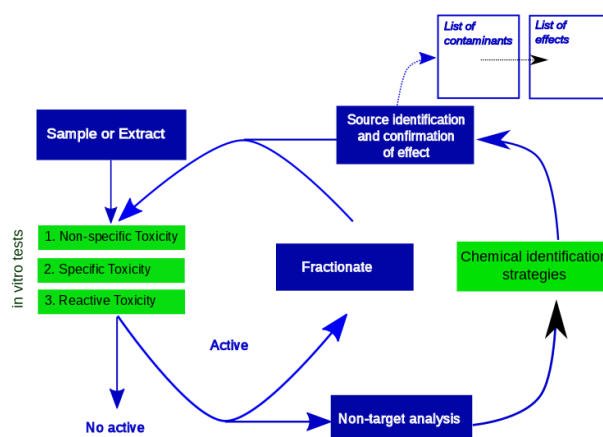 List of
contaminants
List of
effects
Sample or Extract
Source identification
and confirmation
of effect
in vitro tests
1. Non-specific Toxicity
2. Specific Toxicity
3. Reactive Toxicity
Fractionate
Chemical identification
strategies
Active
No active
Non-target analysis